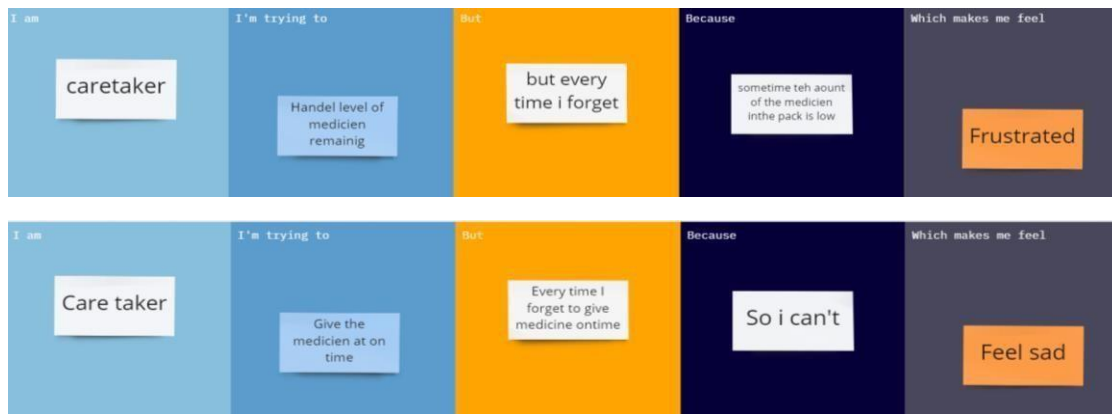 I am
I'm trying to
But
Because
Which makes me feel
caretaker
Handel level of
medicien
remainig
but every
time i forget
sometime teh aount
of the medicien
inthe pack is low
Frustrated
I am
I'm trying to
But
Because
Which makes me feel
Care taker
Give the
medicien at on
time
Every time I
forget to give
medicine ontime
So i can't
Feel sad